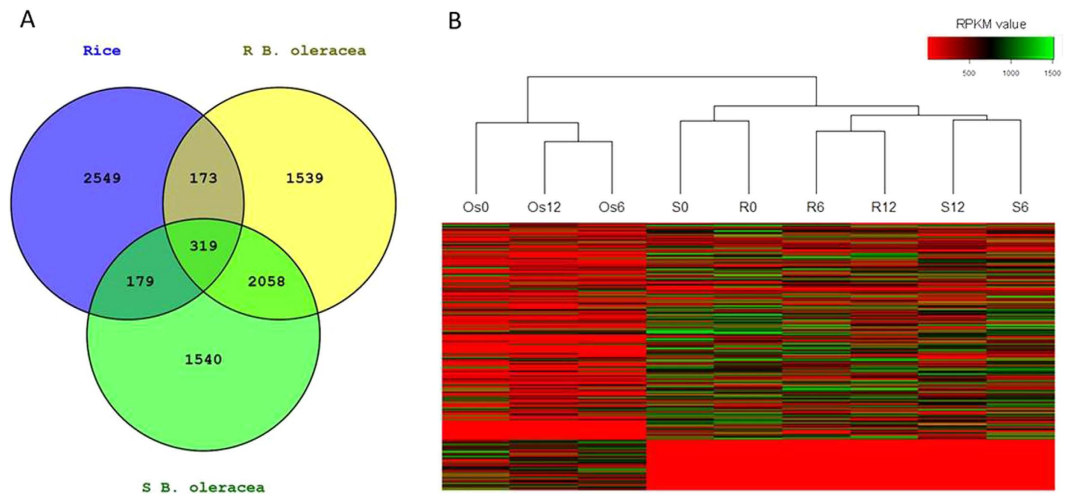 A
Rice
R B. oleracea
2549
173
1539
319
179
2058
1540
S B. oleracea
B
RPKM value
500
1000
1500
Os0
Os12
Os6
S0
R0
R6
R12
S12
S6